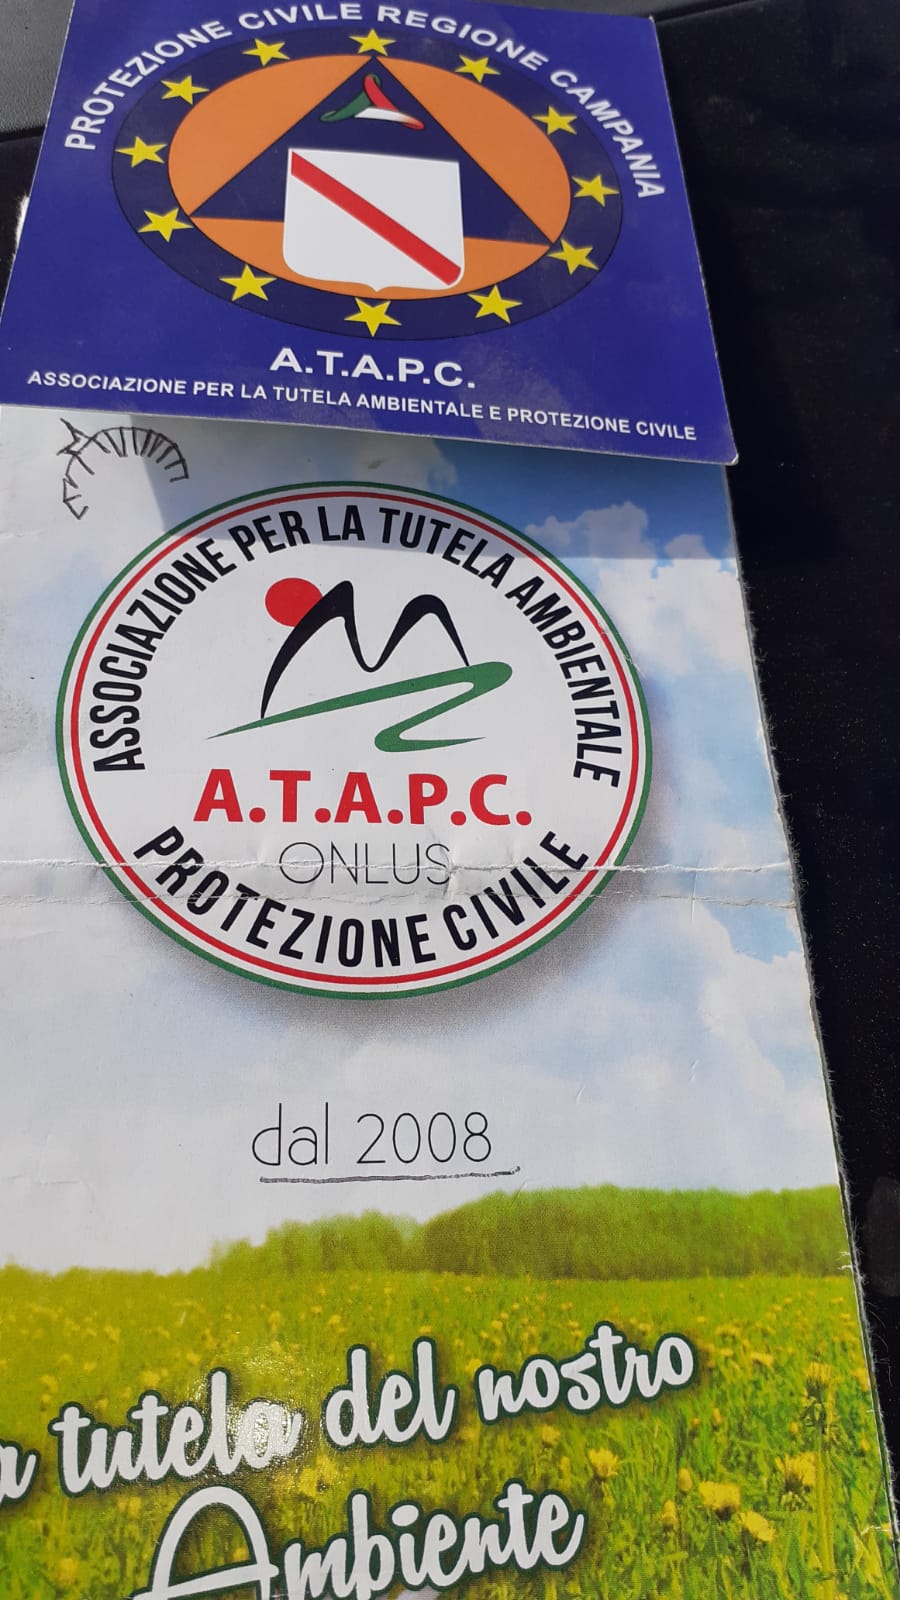 PROTEZIONE CIVILE REGIONE CAMPANIA
A.T.A.P.C.
ASSOCIAZIONE PER LA TUTELA AMBIENTALE E PROTEZIONE CIVILE
ASSOCIAZIONE PER LA TUTELA AMBIENTALE
A.T.A.P.C.
ONLUS
PROTEZIONE CIVILE
dal 2008
tutela del nostro
Ambiente